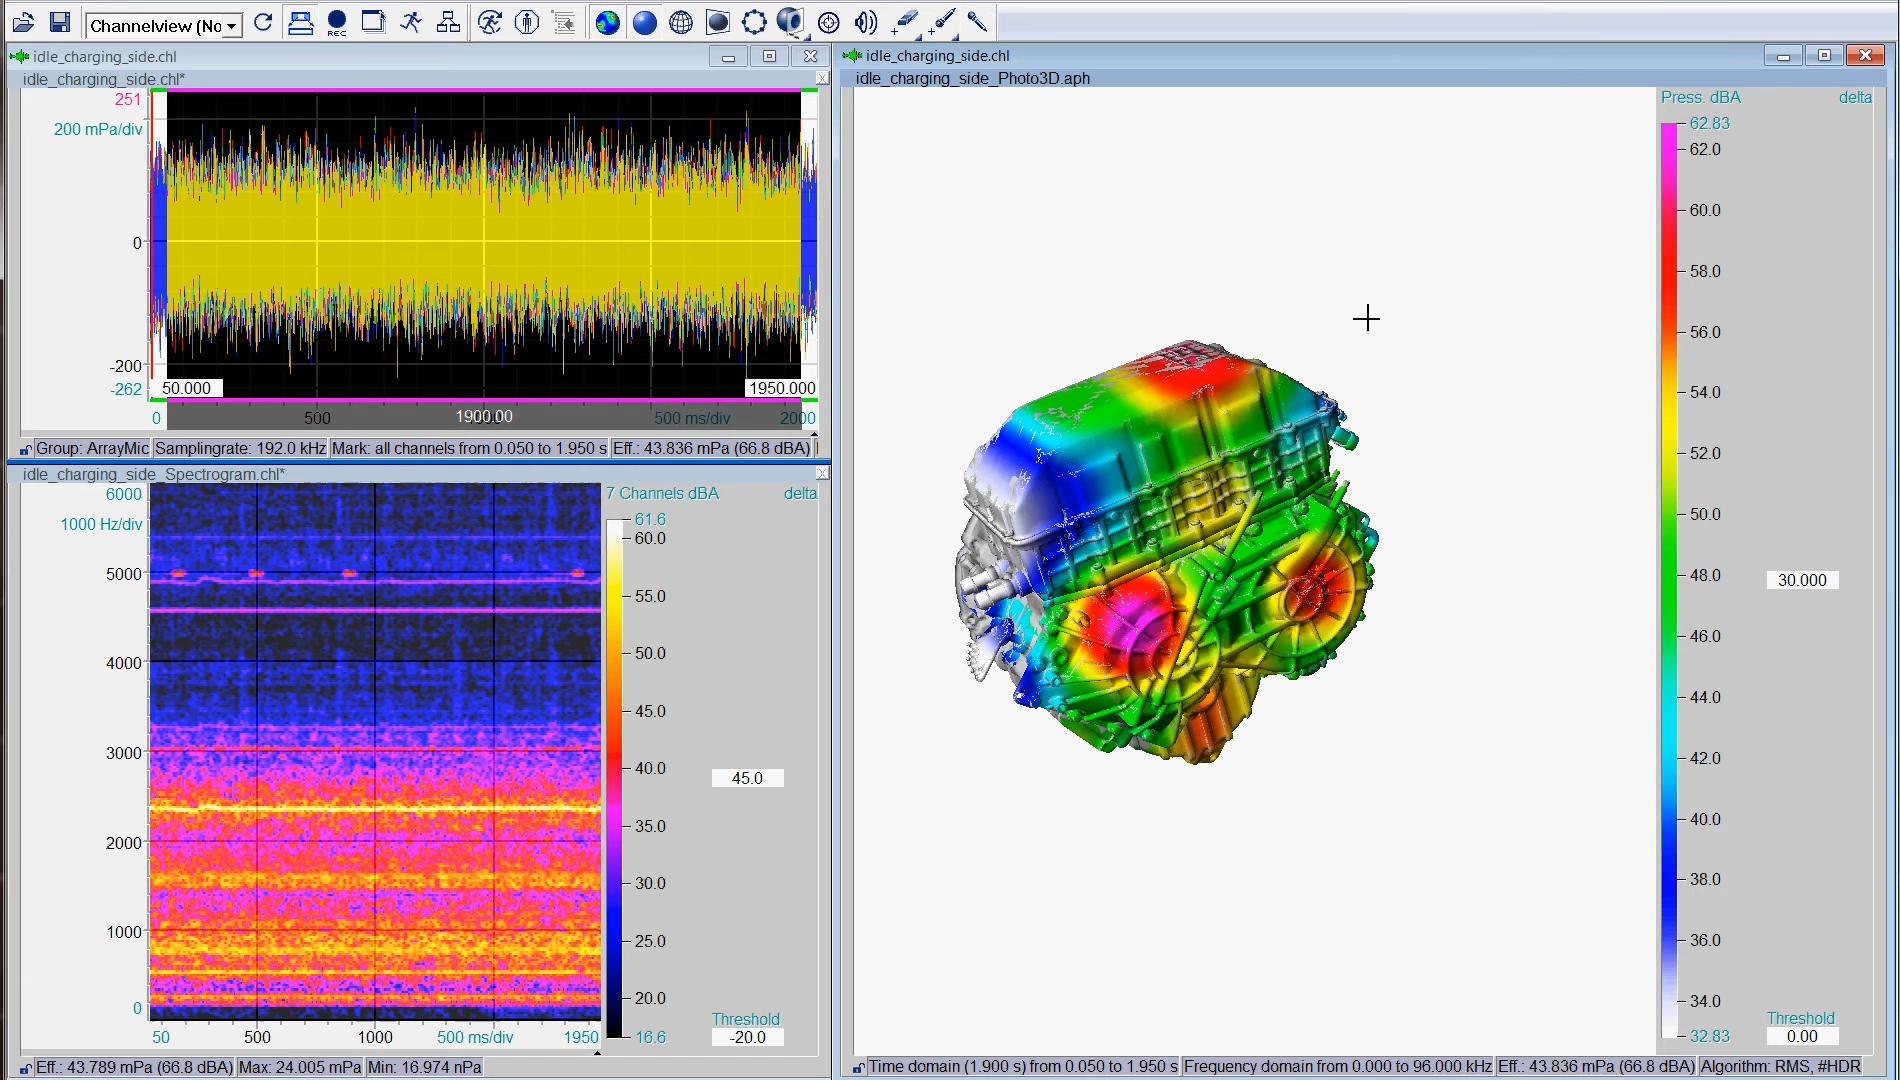 Channelview (No
REC
idle_charging_side.chl
idle_charging_side.chl*
251
200 mPa/div
0
-200
-262
50.000
1950.000
0
500
1900.00
500 ms/div
2000
Group: ArrayMic
Samplingrate: 192.0 kHz
Mark: all channels from 0.050 to 1.950 s
Eff.: 43.836 mPa (66.8 dBA)
idle_charging_side_Spectrogram.chl*
6000
1000 Hz/div
5000
4000
3000
2000
1000
0
50
500
1000
500 ms/div
1950
7 Channels dBA
delta
61.6
60.0
55.0
50.0
45.0
40.0
35.0
30.0
25.0
20.0
16.6
45.0
Threshold
-20.0
Eff.: 43.789 mPa (66.8 dBA)
Max: 24.005 mPa
Min: 16.974 nPa
idle_charging_side.chl
idle_charging_side_Photo3D.aph
Press. dBA
delta
62.83
62.0
60.0
58.0
56.0
54.0
52.0
50.0
48.0
46.0
44.0
42.0
40.0
38.0
36.0
34.0
32.83
30.000
Threshold
0.00
Time domain (1.900 s) from 0.050 to 1.950 s
Frequency domain from 0.000 to 96.000 kHz
Eff.: 43.836 mPa (66.8 dBA)
Algorithm: RMS, #HDR